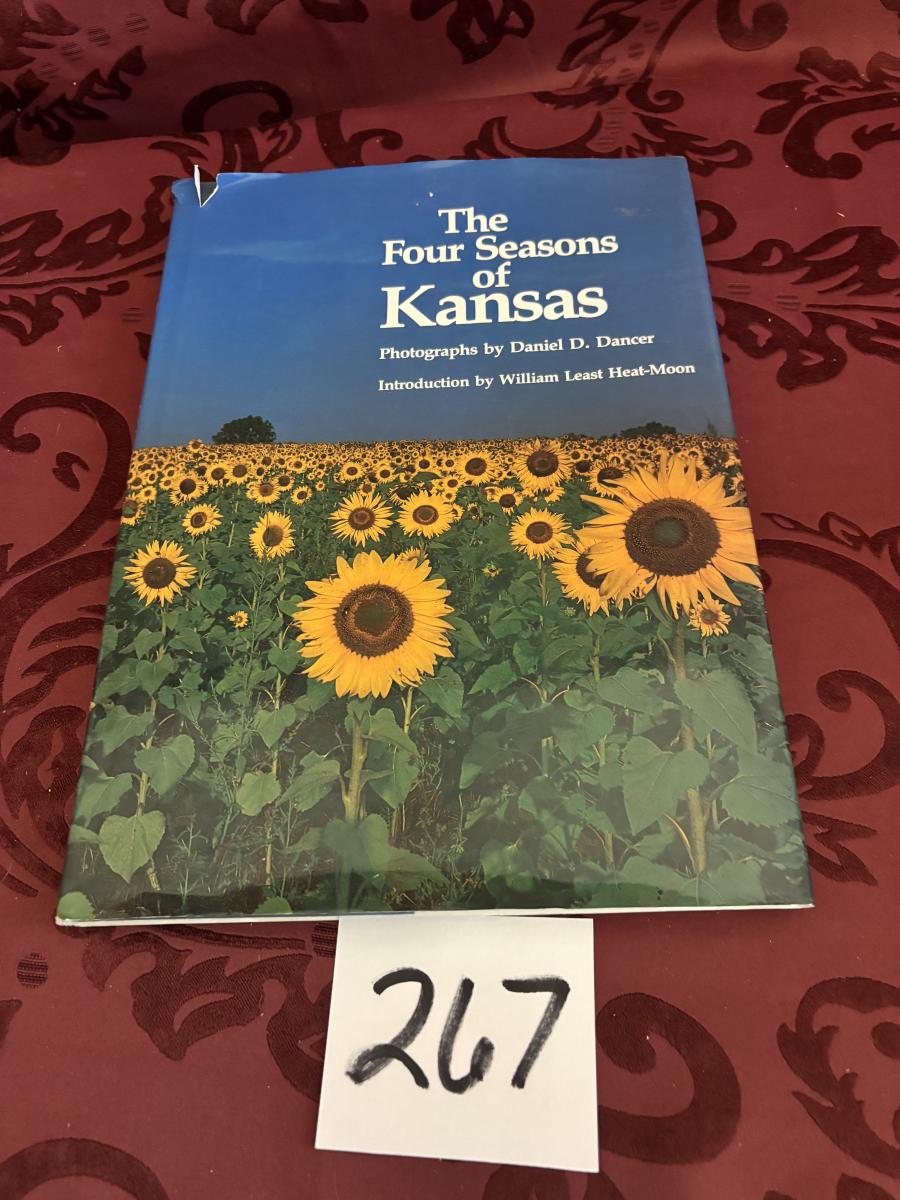 The
Four Seasons
of
Kansas
Photographs by Daniel D. Dancer
Introduction by William Least Heat-Moon
267